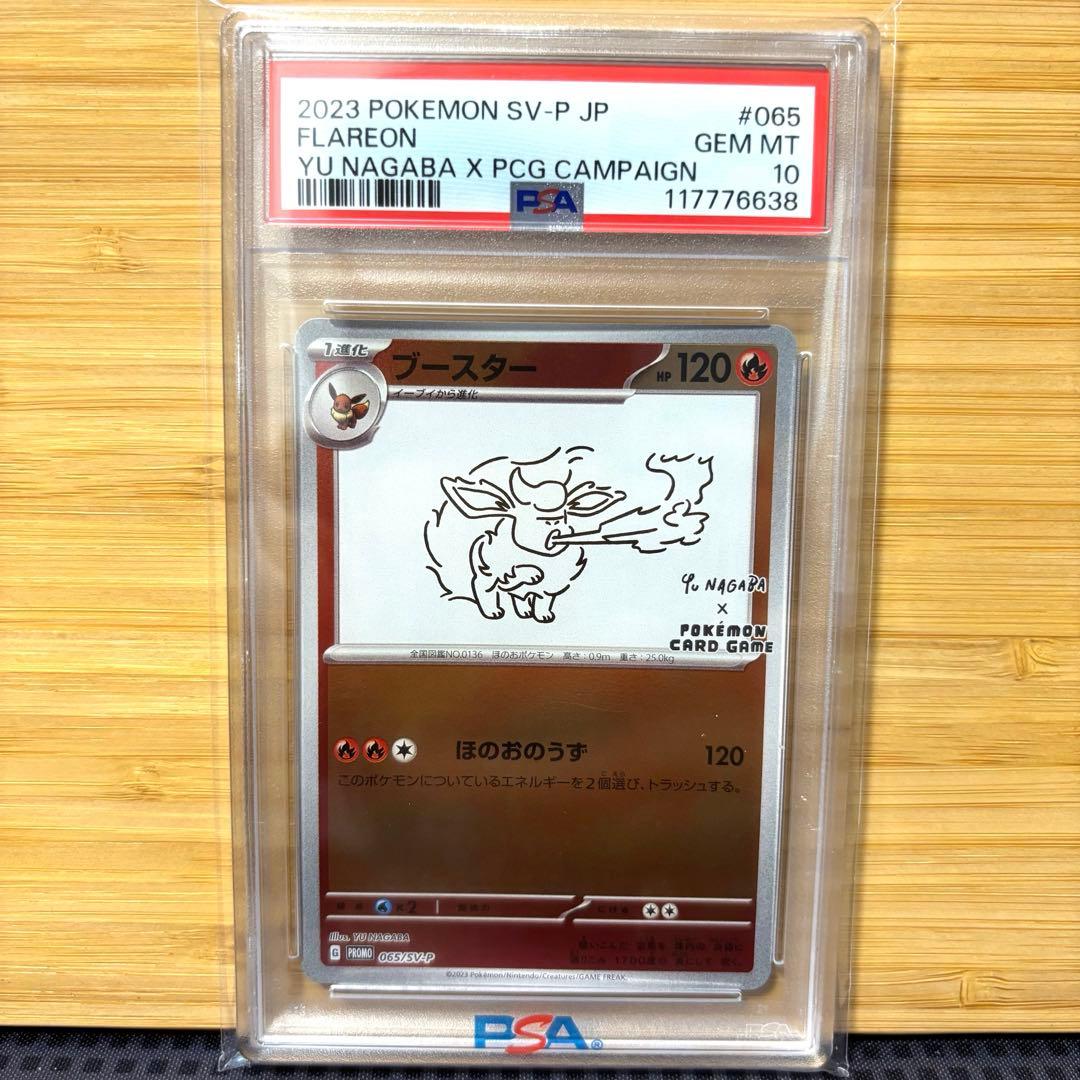 2023 POKEMON SV-P JP #065
FLAREON GEM MT
YU NAGABA X PCG CAMPAIGN 10
PSA 117776638
1進化 ブースター HP 120
イーブイから進化
YU NAGABA
X
POKÉMON
CARD GAME
全国図鑑NO.0136 ほのおポケモン 高さ:0.9m 重さ:25.0kg
ほのおのうず 120
このポケモンについているエネルギーを2個選び、トラッシュする。
×2
Illus. YU NAGABA
G PROMO 065/SV-P
©2023 Pokémon/Nintendo/Creatures/GAME FREAK.
PSA®